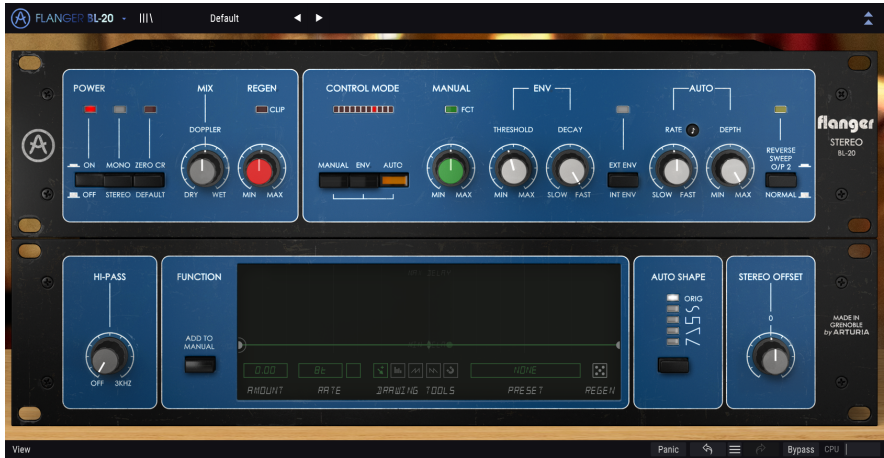 FLANGER BL-20
Default
POWER
MIX
REGEN
CLIP
DOPPLER
ON MONO ZERO CR
OFF STEREO DEFAULT
DRY WET
MIN MAX
CONTROL MODE
MANUAL
ENV
AUTO
FCT
THRESHOLD DECAY
RATE DEPTH
MANUAL ENV AUTO
MIN MAX
MIN MAX
SLOW FAST
EXT ENV
INT ENV
SLOW FAST
MIN MAX
REVERSE
SWEEP
O/P 2
NORMAL
flanger
STEREO
BL-20
HI-PASS
OFF 3KHZ
FUNCTION
ADD TO
MANUAL
0.00
8t
NONE
AMOUNT
RATE
DRAWING TOOLS
PRESET
REGEN
AUTO SHAPE
ORIG
STEREO OFFSET
0
MADE IN
GRENOBLE
by ARTURIA
View
Panic
Bypass
CPU